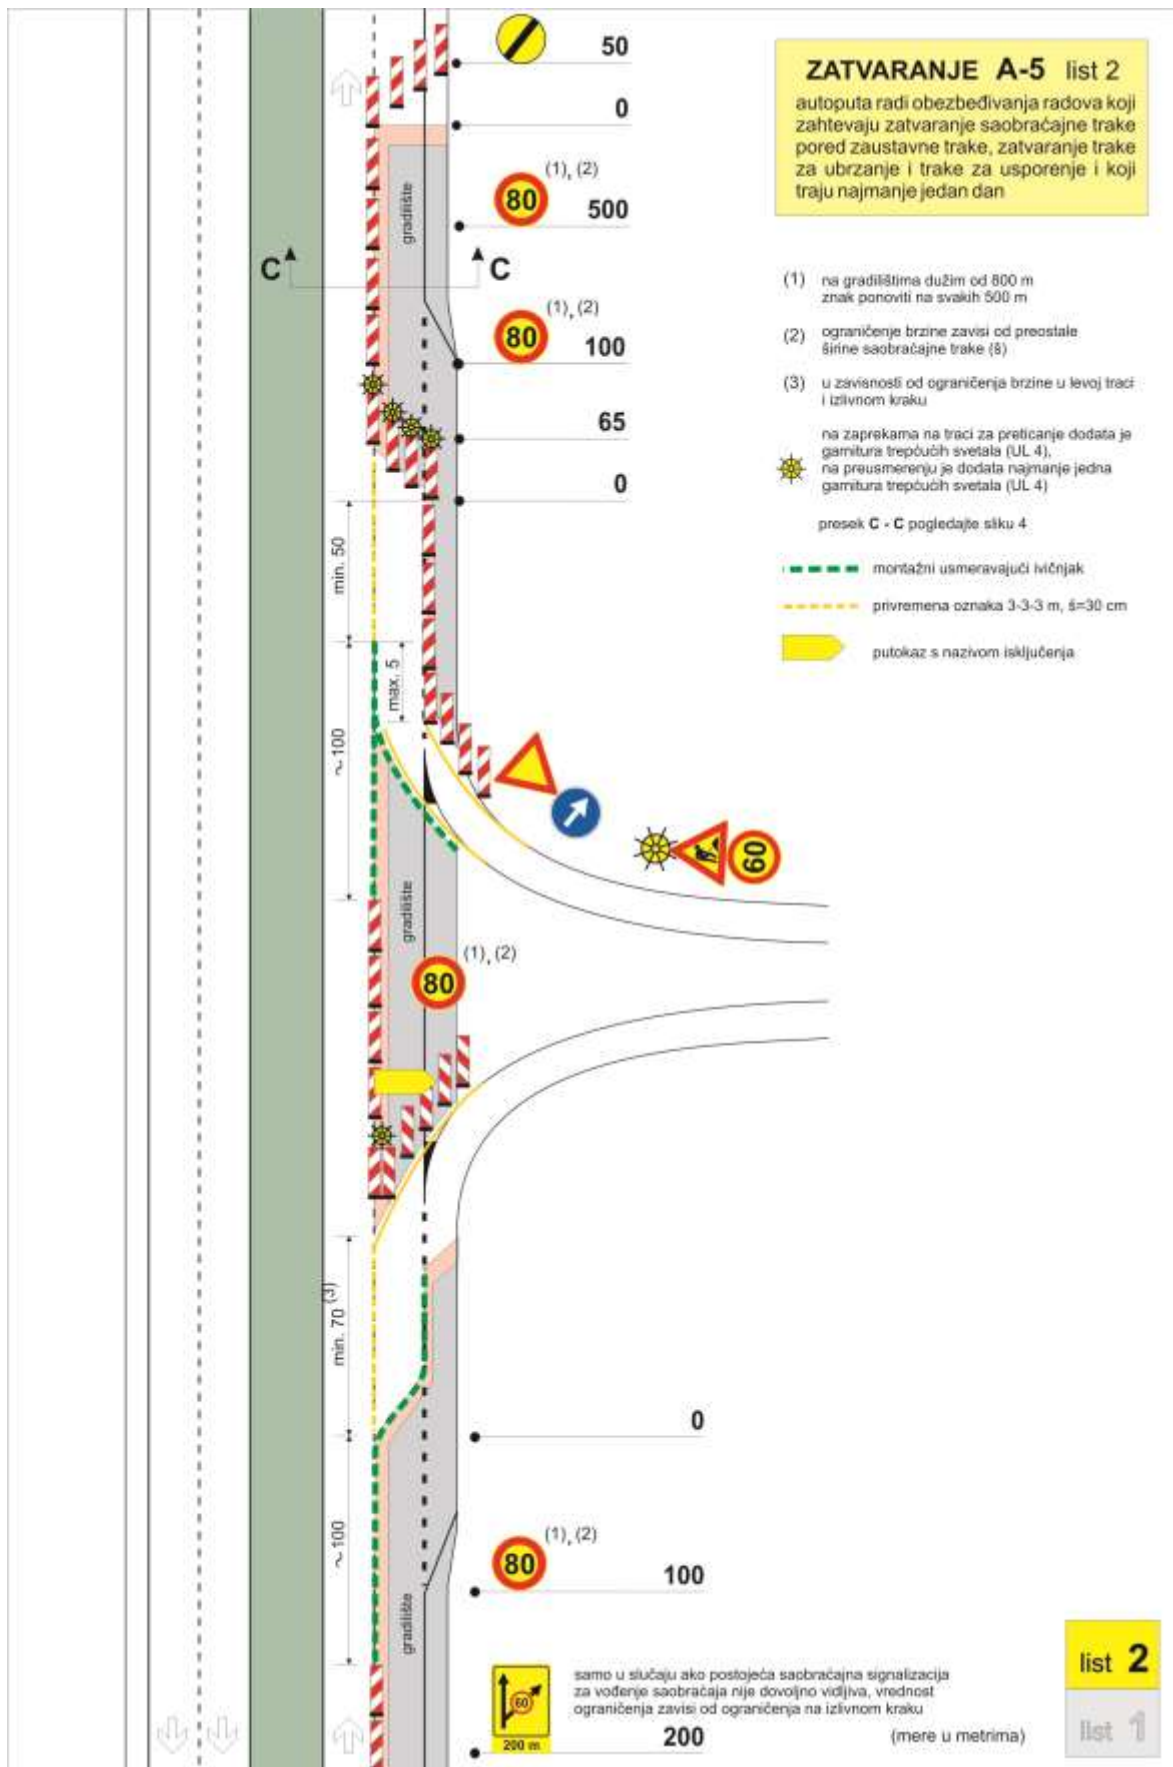 50
ZATVARANJE A-5 list 2
autoputa radi obezbeđivanja radova koji
zahtevaju zatvaranje saobraćajne trake
pored zaustavne trake, zatvaranje trake
za ubrzanje i trake za usporenje i koji
traju najmanje jedan dan
0
(1), (2)
80
500
gradilište
C
C
(1) na gradilištima dužim od 800 m
znak ponoviti na svakih 500 m
(2) ograničenje brzine zavisi od preostale
širine saobraćajne trake (š)
(3) u zavisnosti od ograničenja brzine u levoj traci
i izlivnom kraku
(1), (2)
80
100
65
0
na zaprekama na traci za preticanje dodata je
garnitura trepćućih svetala (UL 4),
na preusmerenju je dodata najmanje jedna
garnitura trepćućih svetala (UL 4)
presek C - C pogledajte sliku 4
montažni usmeravajući ivičnjak
privremena oznaka 3-3-3 m, š=30 cm
putokaz s nazivom isključenja
min. 50
max. 5
~100
60
gradilište
(1), (2)
80
min. 70 (3)
0
~100
(1), (2)
80
100
gradilište
60
200 m
samo u slučaju ako postojeća saobraćajna signalizacija
za vođenje saobraćaja nije dovoljno vidljiva, vrednost
ograničenja zavisi od ograničenja na izlivnom kraku
200
(mere u metrima)
list 2
list 1